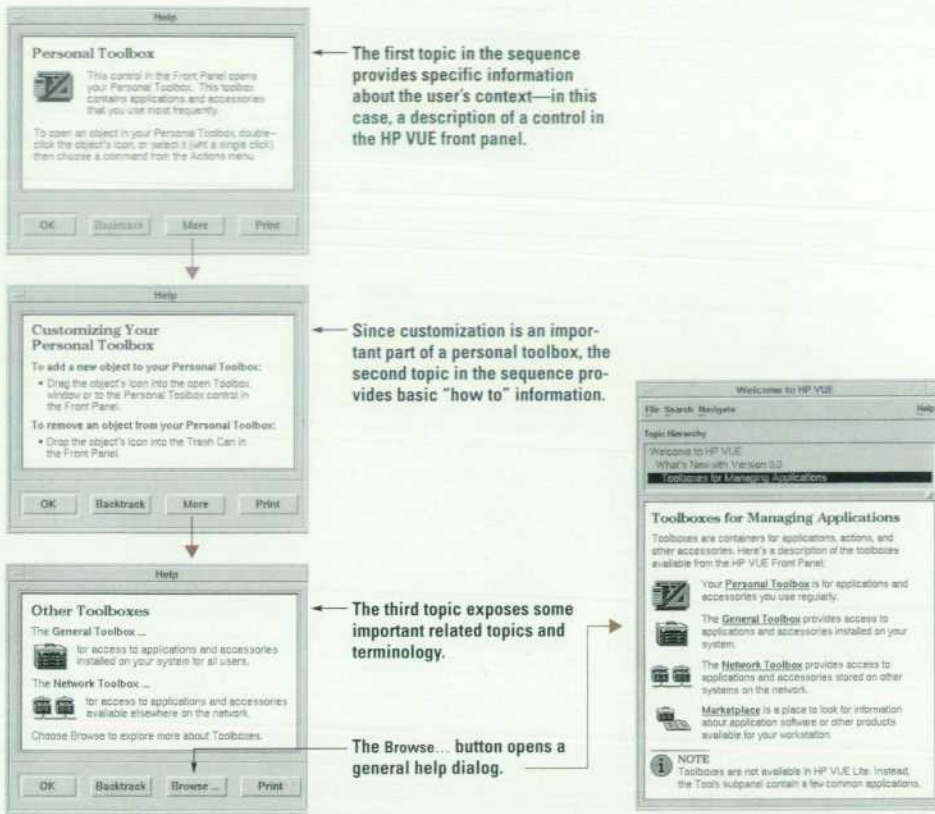 Help
Personal Toolbox
This control in the Front Panel opens
your Personal Toolbox. This toolbox
contains applications and accessories
that you use most frequently.
To open an object in your Personal Toolbox, double-
click the object's icon, or select it (wiht a single click)
then choose a command from the Actions menu.
OK Backtrack More Print
The first topic in the sequence
provides specific information
about the user's context—in this
case, a description of a control in
the HP VUE front panel.
Help
Customizing Your
Personal Toolbox
To add a new object to your Personal Toolbox:
• Drag the object's icon into the open Toolbox
window or to the Personal Toolbox control in
the Front Panel.
To remove an object from your Personal Toolbox:
• Drop the object's icon into the Trash Can in
the Front Panel.
OK Backtrack More Print
Since customization is an impor-
tant part of a personal toolbox, the
second topic in the sequence pro-
vides basic "how to" information.
Help
Other Toolboxes
The General Toolbox ...
for access to applications and accessories
installed on your system for all users.
The Network Toolbox ...
for access to applications and accessories
available elsewhere on the network.
Choose Browse to explore more about Toolboxes.
OK Backtrack Browse ... Print
The third topic exposes some
important related topics and
terminology.
The Browse... button opens a
general help dialog.
Welcome to HP VUE
File Search Navigate Help
Topic Hierarchy
Welcome to HP VUE
What's New with Version 3.0
Toolboxes for Managing Applications
Toolboxes for Managing Applications
Toolboxes are containers for applications, actions, and
other accessories. Here's a description of the toolboxes
available from the HP VUE Front Panel:
Your Personal Toolbox is for applications and
accessories you use regularly.
The General Toolbox provides access to
applications and accessories installed on your
system.
The Network Toolbox provides access to
applications and accessories stored on other
systems on the network.
Marketplace is a place to look for information
about application software or other products
available for your workstation.
NOTE
Toolboxes are not available in HP VUE Lite. Instead,
the Tools subpanel contain a few common applications.